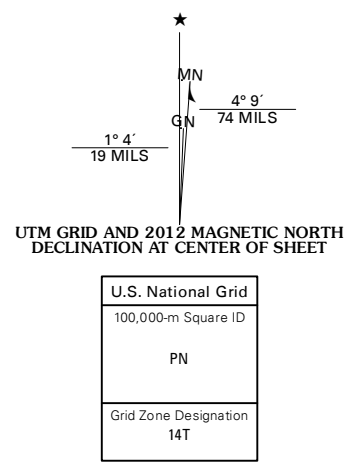 ★
MN
4° 9´
74 MILS
GN
1° 4´
19 MILS
UTM GRID AND 2012 MAGNETIC NORTH
DECLINATION AT CENTER OF SHEET
U.S. National Grid
100,000-m Square ID
PN
Grid Zone Designation
14T